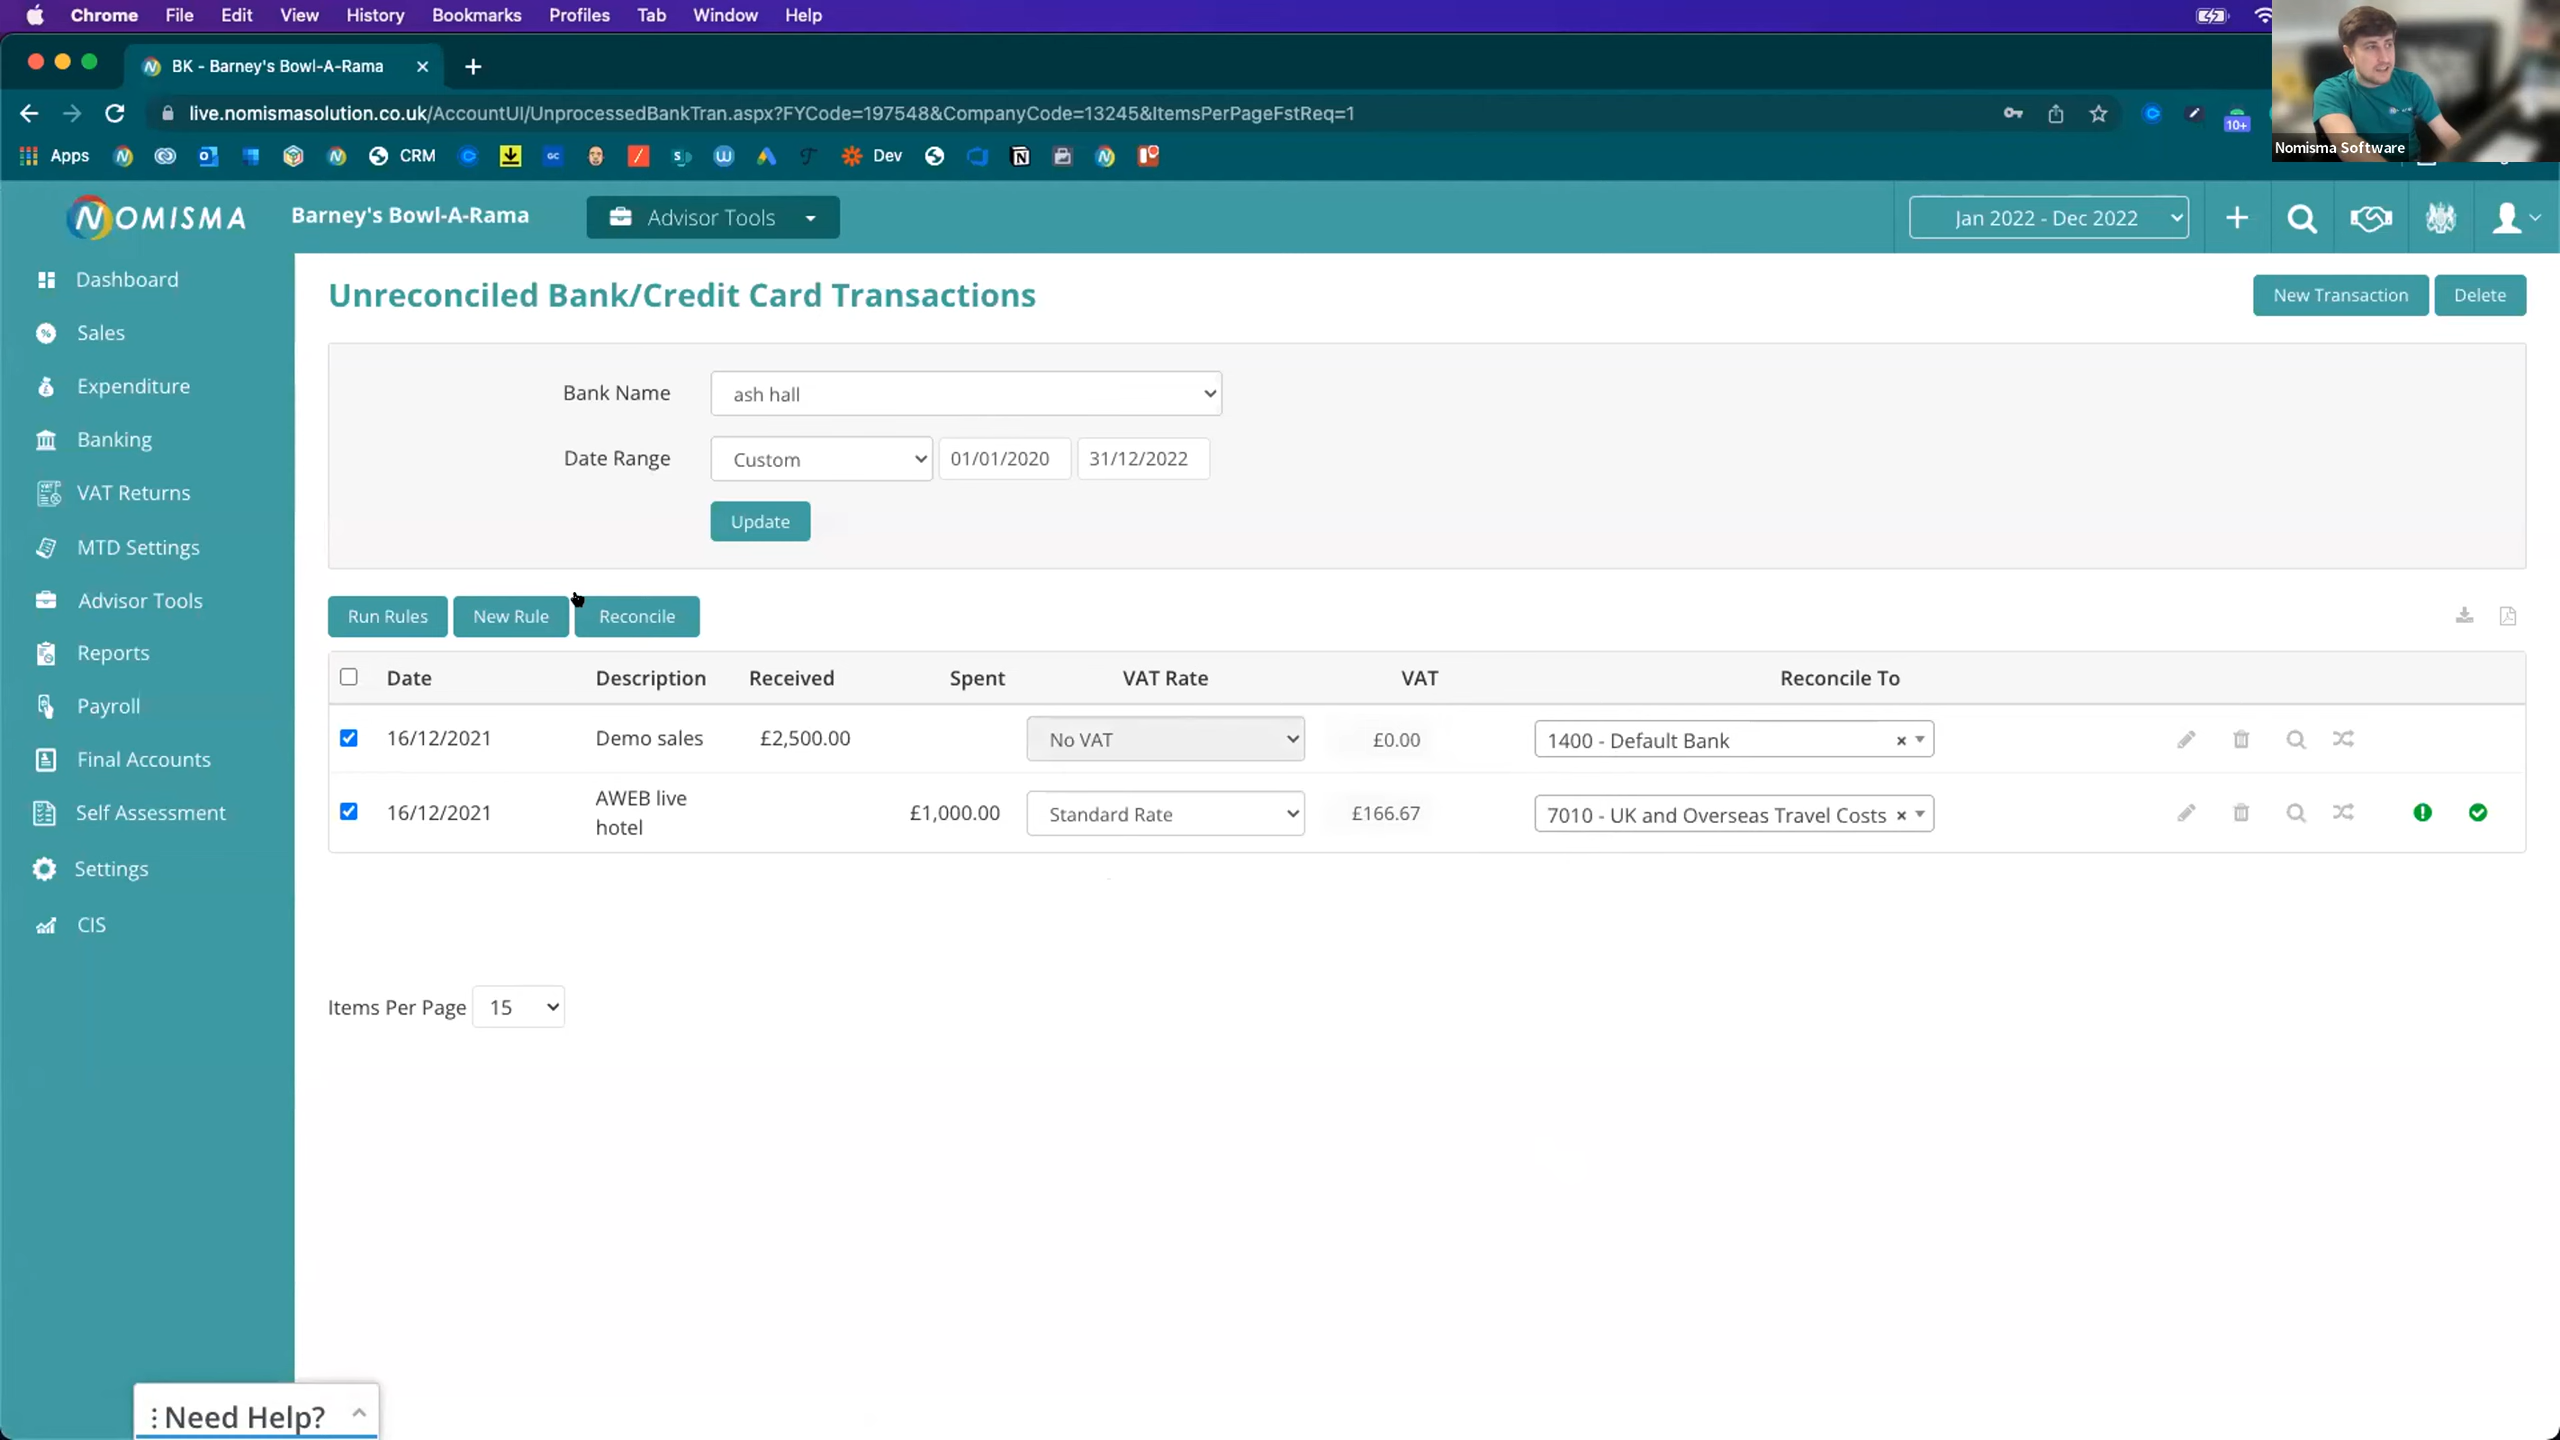 Chrome File Edit View History Bookmarks Profiles Tab Window Help
BK - Barney's Bowl-A-Rama
live.nomismasolution.co.uk/AccountUI/UnprocessedBankTran.aspx?FYCode=197548&CompanyCode=13245&ItemsPerPageFstReq=1
10+
Apps CRM GC Dev
Nomisma Software
NOMISMA
Barney's Bowl-A-Rama
Advisor Tools
Jan 2022 - Dec 2022
Dashboard
Sales
Expenditure
Banking
VAT Returns
MTD Settings
Advisor Tools
Reports
Payroll
Final Accounts
Self Assessment
Settings
CIS
Unreconciled Bank/Credit Card Transactions
New Transaction Delete
Bank Name ash hall
Date Range Custom 01/01/2020 31/12/2022
Update
Run Rules New Rule Reconcile
Date Description Received Spent VAT Rate VAT Reconcile To
16/12/2021 Demo sales £2,500.00 No VAT £0.00 1400 - Default Bank ×
16/12/2021 AWEB live hotel £1,000.00 Standard Rate £166.67 7010 - UK and Overseas Travel Costs ×
Items Per Page 15
Need Help?